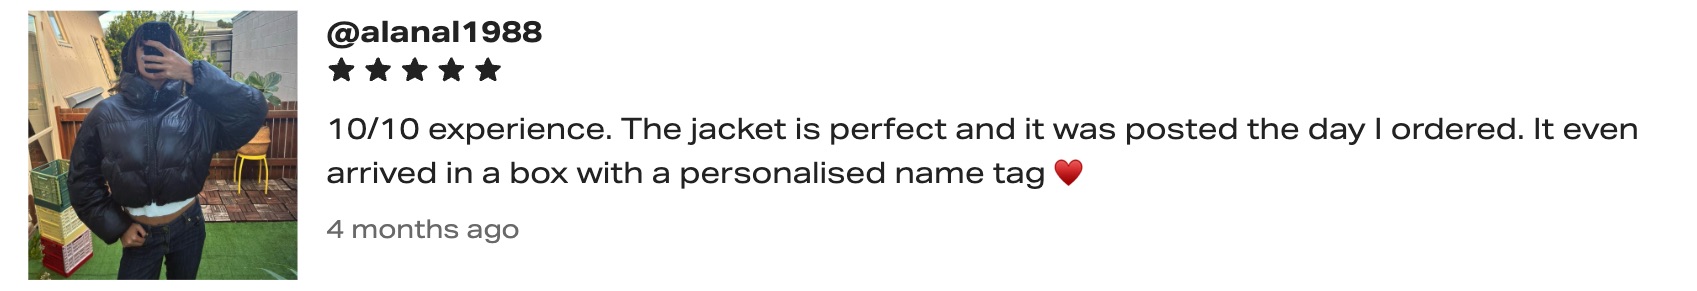 @alanal1988
★★★★★
10/10 experience. The jacket is perfect and it was posted the day I ordered. It even
arrived in a box with a personalised name tag ♥️
4 months ago